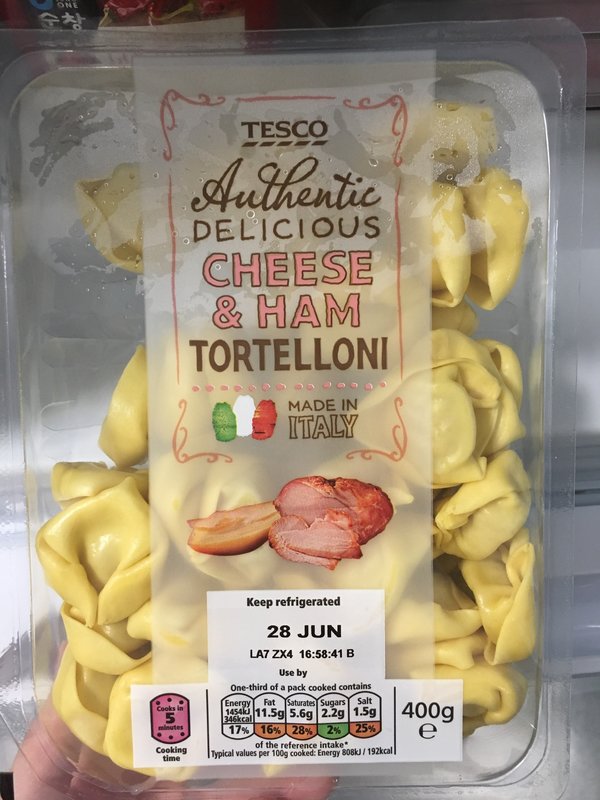 ONE
순창
TESCO
Authentic
DELICIOUS
CHEESE
& HAM
TORTELLONI
MADE IN
ITALY
Keep refrigerated
28 JUN
LA7 ZX4 16:58:41 B
Use by
One-third of a pack cooked contains
Cooks in
5
minutes
Cooking
time
Energy Fat Saturates Sugars Salt
1454kJ 11.5g 5.6g 2.2g 1.5g
346kcal
17% 16% 28% 2% 25%
of the reference intake*
Typical values per 100g cooked: Energy 808kJ / 192kcal
400g
e